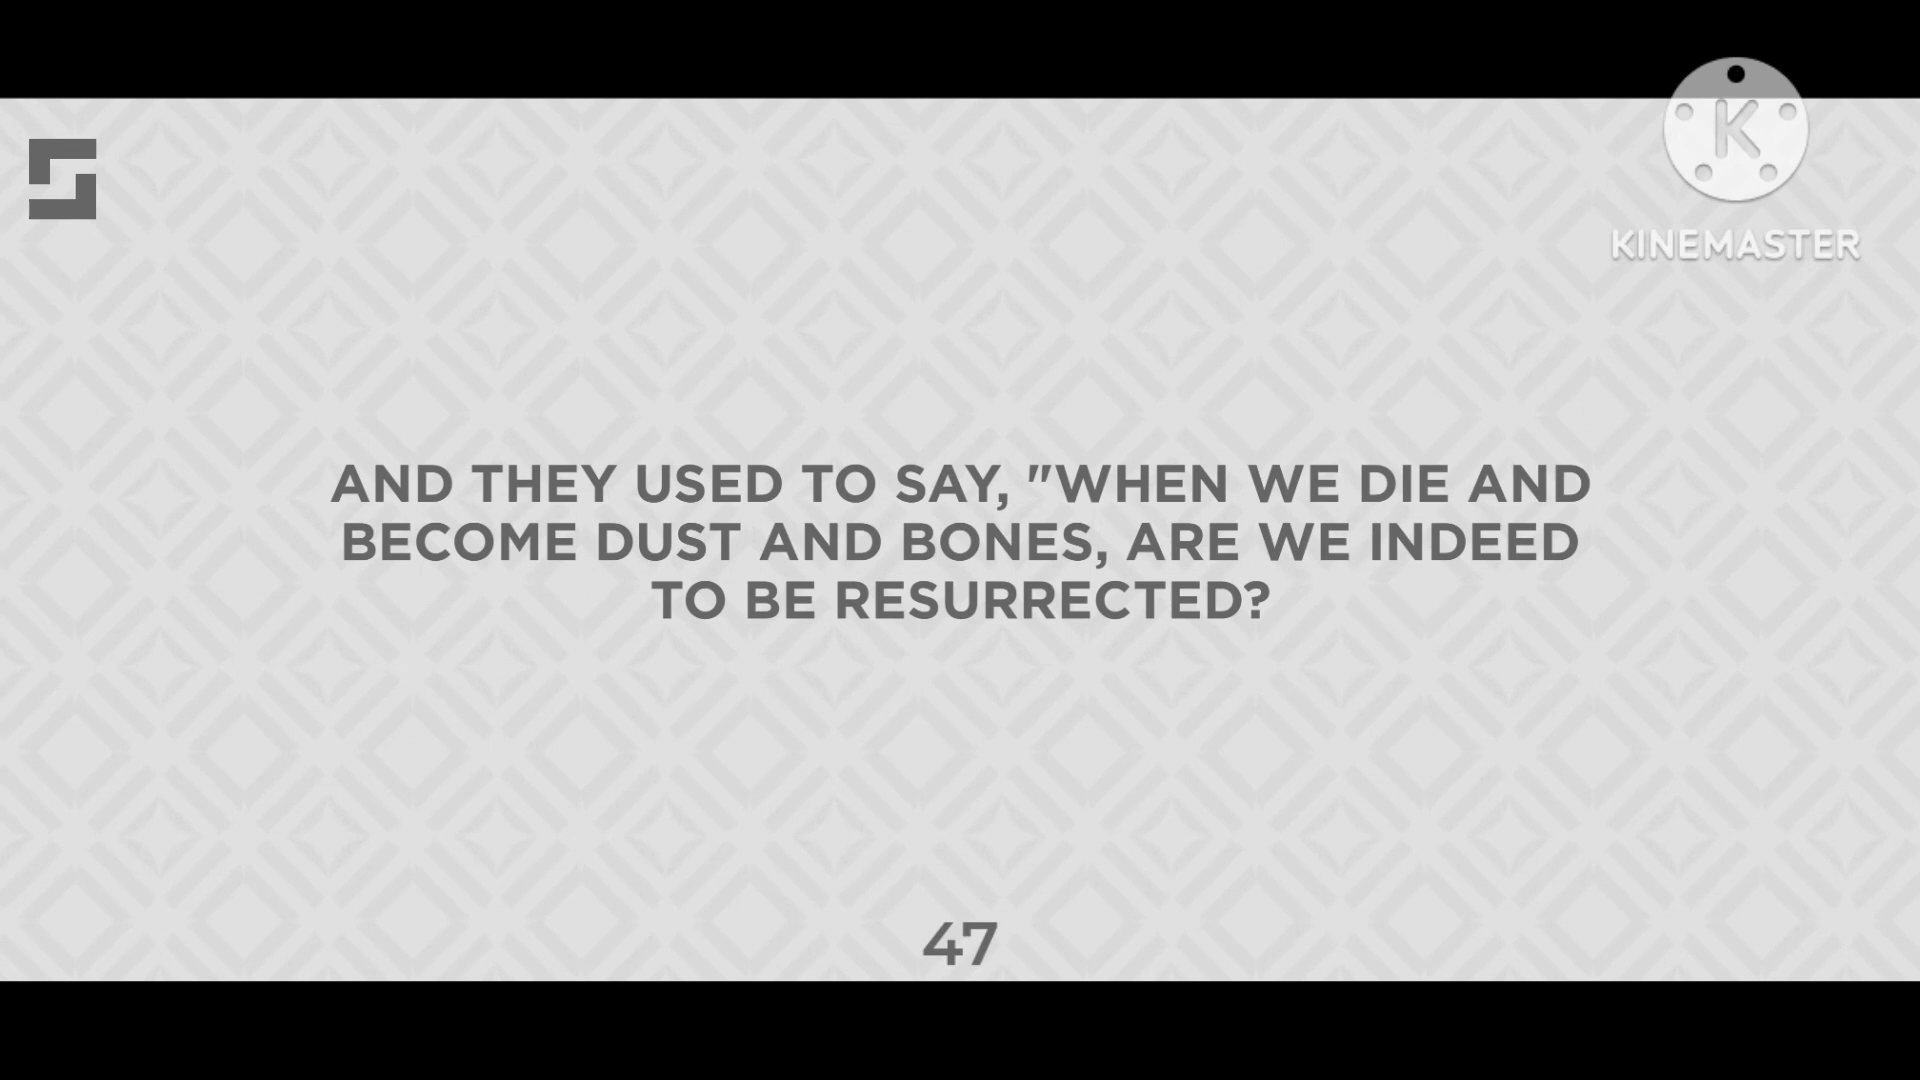 KINEMASTER
AND THEY USED TO SAY, "WHEN WE DIE AND
BECOME DUST AND BONES, ARE WE INDEED
TO BE RESURRECTED?
47